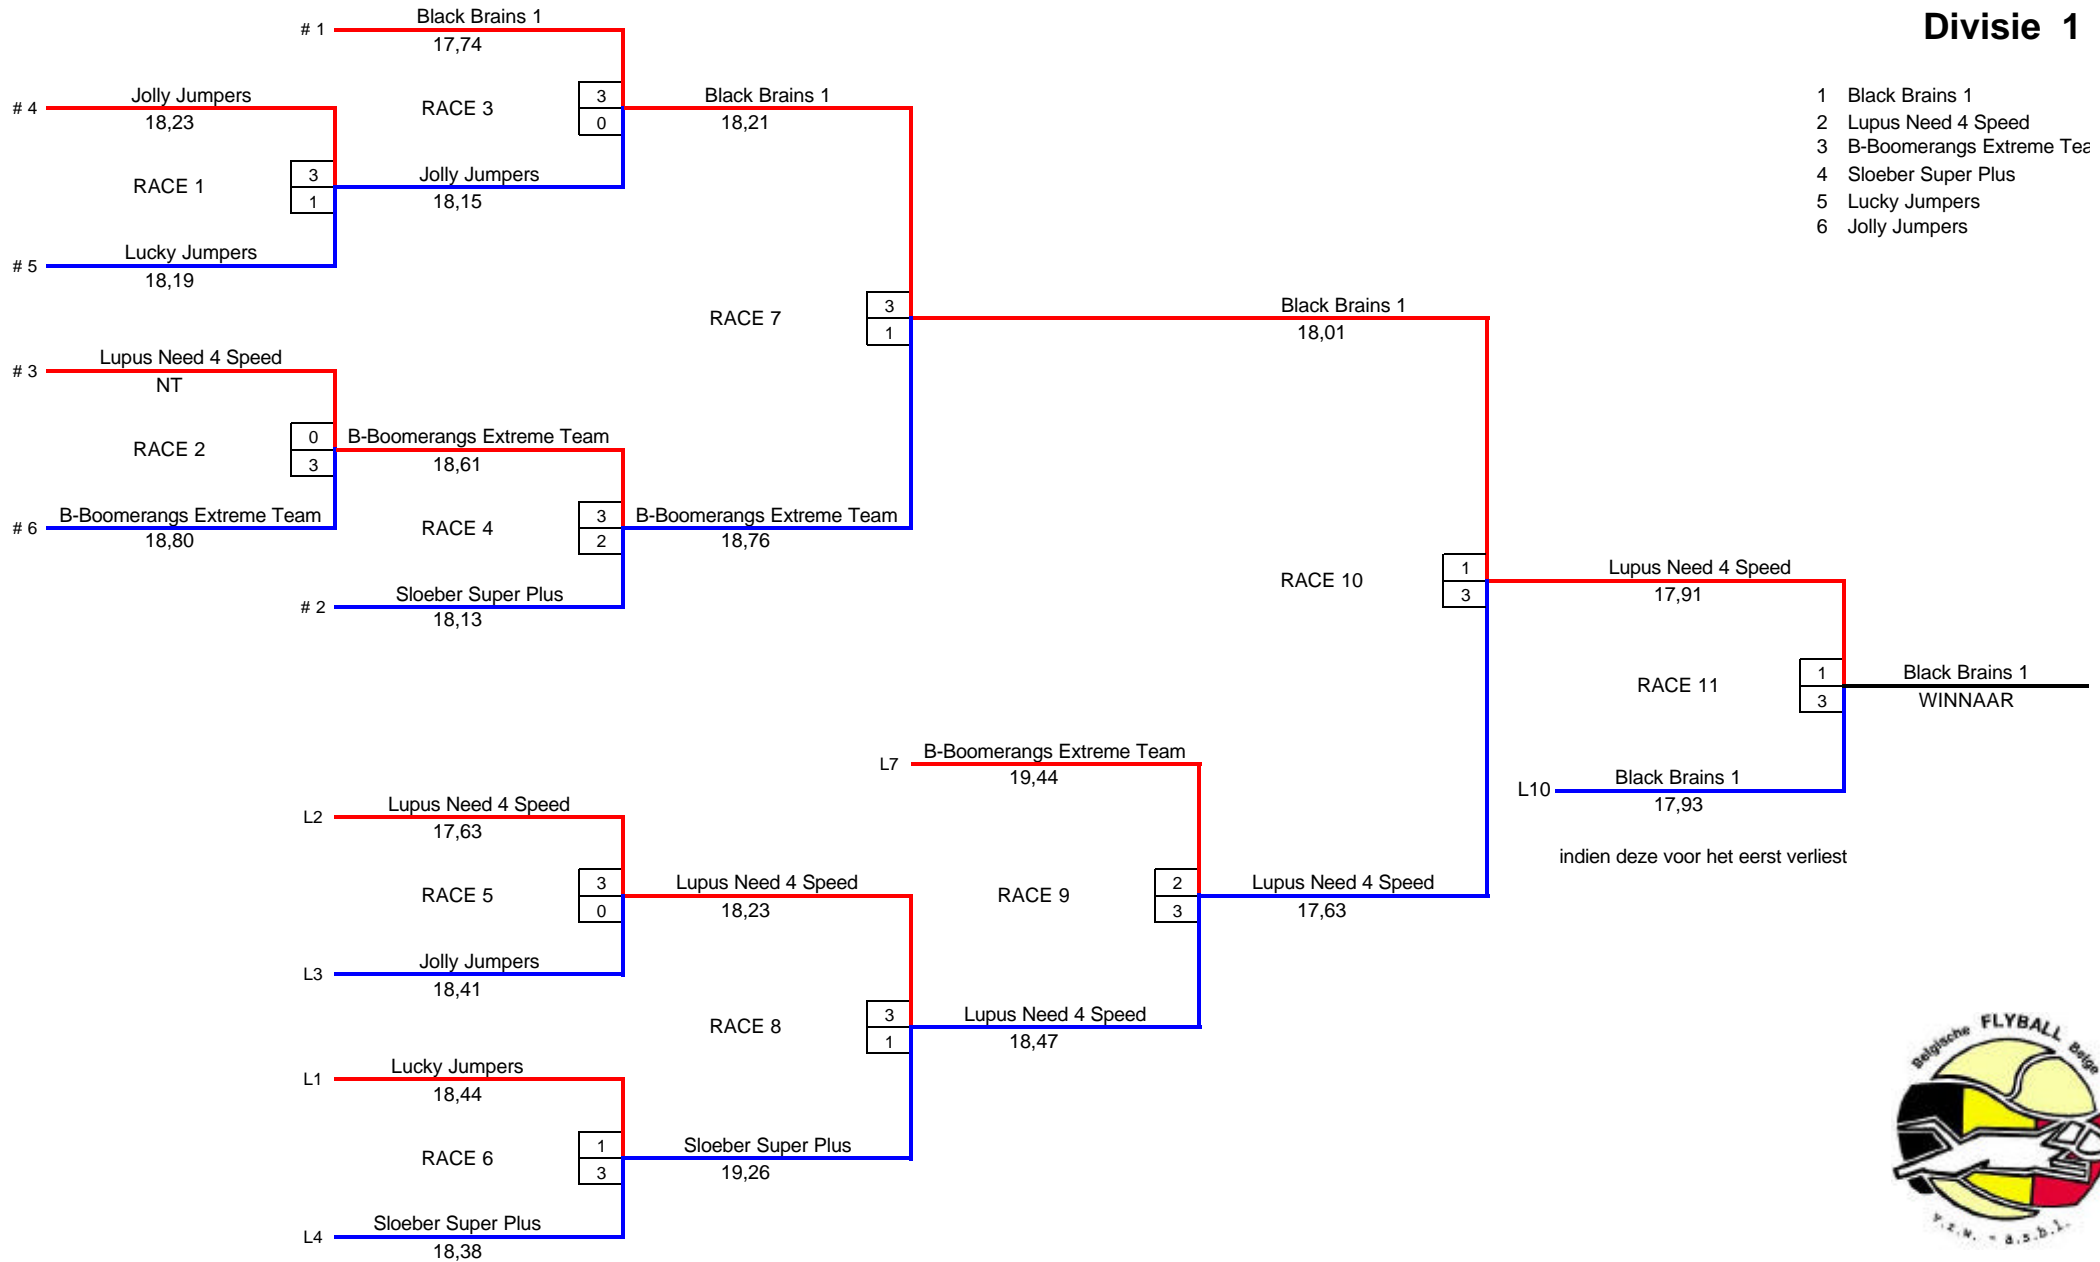 Divisie 1
1 Black Brains 1
2 Lupus Need 4 Speed
3 B-Boomerangs Extreme Tea
4 Sloeber Super Plus
5 Lucky Jumpers
6 Jolly Jumpers
# 1 Black Brains 1
17,74
# 4 Jolly Jumpers
18,23
RACE 3
3
0
Black Brains 1
18,21
RACE 1
3
1
Jolly Jumpers
18,15
# 5 Lucky Jumpers
18,19
RACE 7
3
1
Black Brains 1
18,01
# 3 Lupus Need 4 Speed
NT
RACE 2
0
3
B-Boomerangs Extreme Team
18,61
# 6 B-Boomerangs Extreme Team
18,80
RACE 4
3
2
B-Boomerangs Extreme Team
18,76
# 2 Sloeber Super Plus
18,13
RACE 10
1
3
Lupus Need 4 Speed
17,91
RACE 11
1
3
Black Brains 1
WINNAAR
L7 B-Boomerangs Extreme Team
19,44
L10 Black Brains 1
17,93
indien deze voor het eerst verliest
L2 Lupus Need 4 Speed
17,63
RACE 5
3
0
Lupus Need 4 Speed
18,23
RACE 9
2
3
Lupus Need 4 Speed
17,63
L3 Jolly Jumpers
18,41
RACE 8
3
1
Lupus Need 4 Speed
18,47
L1 Lucky Jumpers
18,44
RACE 6
1
3
Sloeber Super Plus
19,26
L4 Sloeber Super Plus
18,38
Belgische FLYBALL Belge
v.z.w. - a.s.b.l.